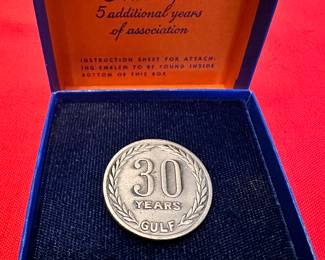 5 additional years
of association
INSTRUCTION SHEET FOR ATTACH-
ING EMBLEM TO BE FOUND INSIDE
BOTTOM OF THIS BOX
30
YEARS
GULF